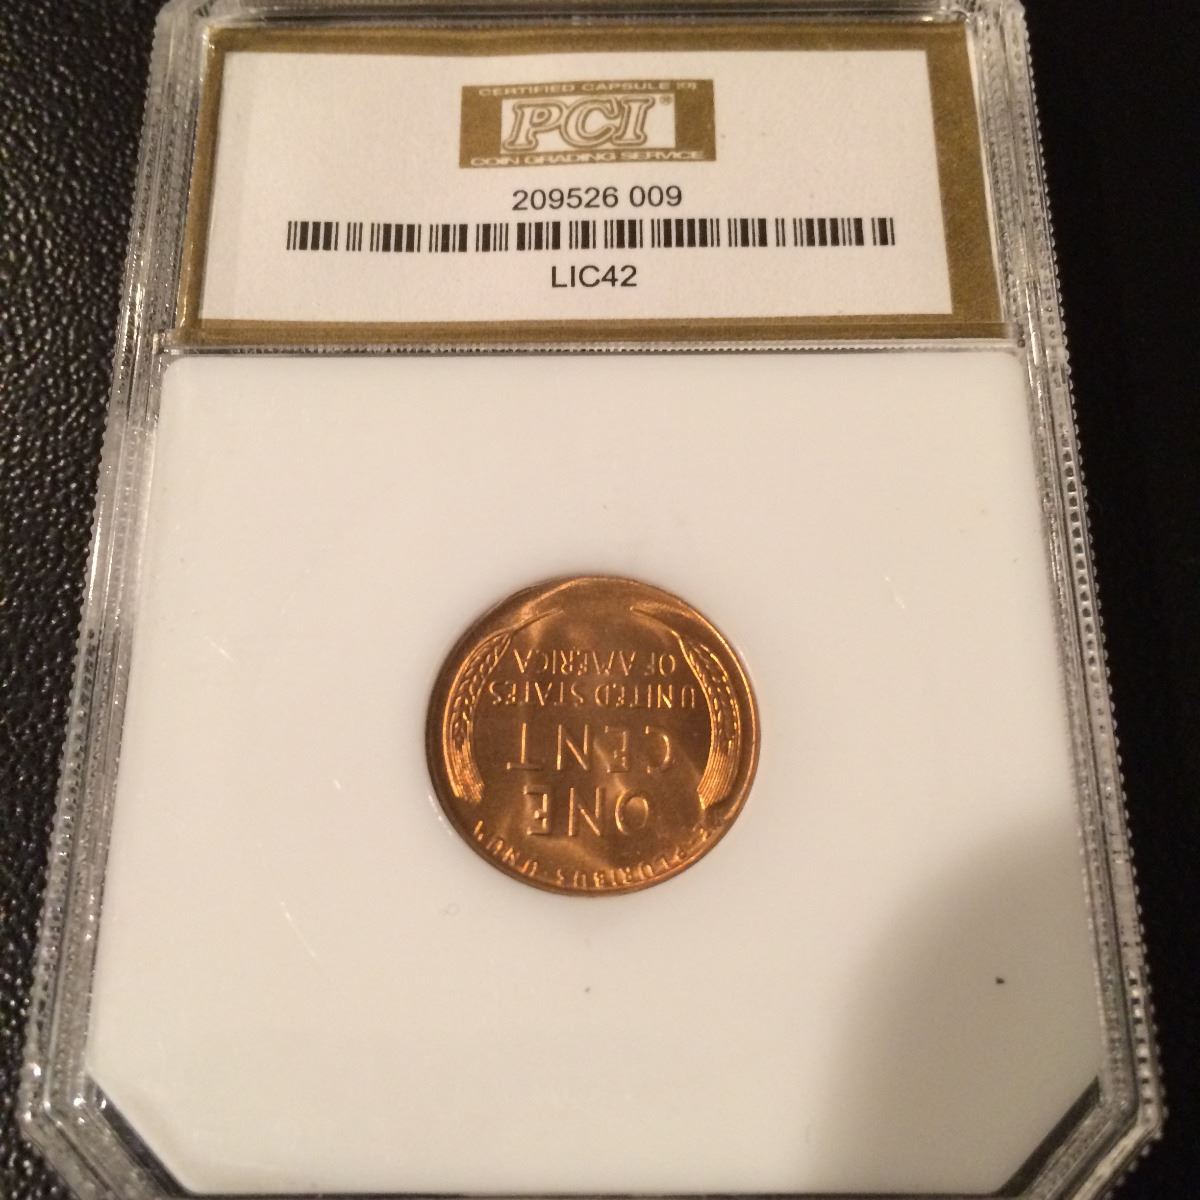 CERTIFIED CAPSULE
PCI®
COIN GRADING SERVICE
209526 009
LIC42
E · PLURIBUS · UNUM
ONE
CENT
UNITED STATES
OF AMERICA